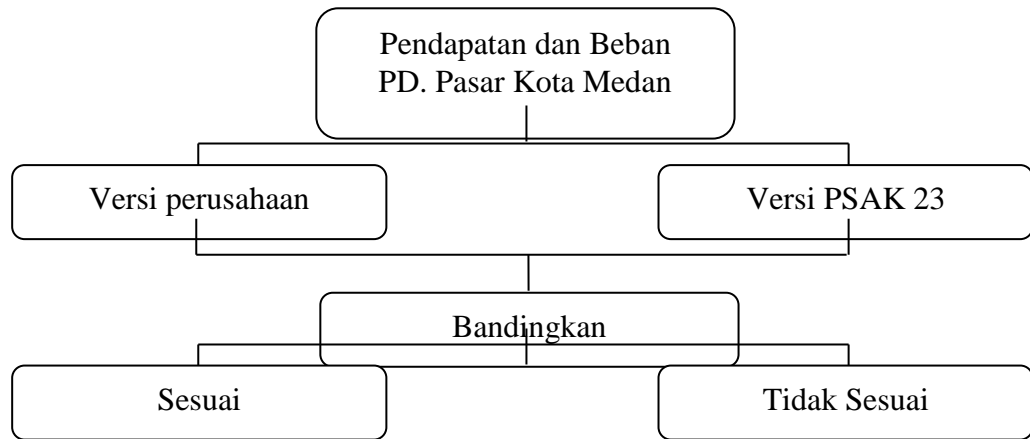 Pendapatan dan Beban
PD. Pasar Kota Medan
Versi perusahaan
Versi PSAK 23
Bandingkan
Sesuai
Tidak Sesuai